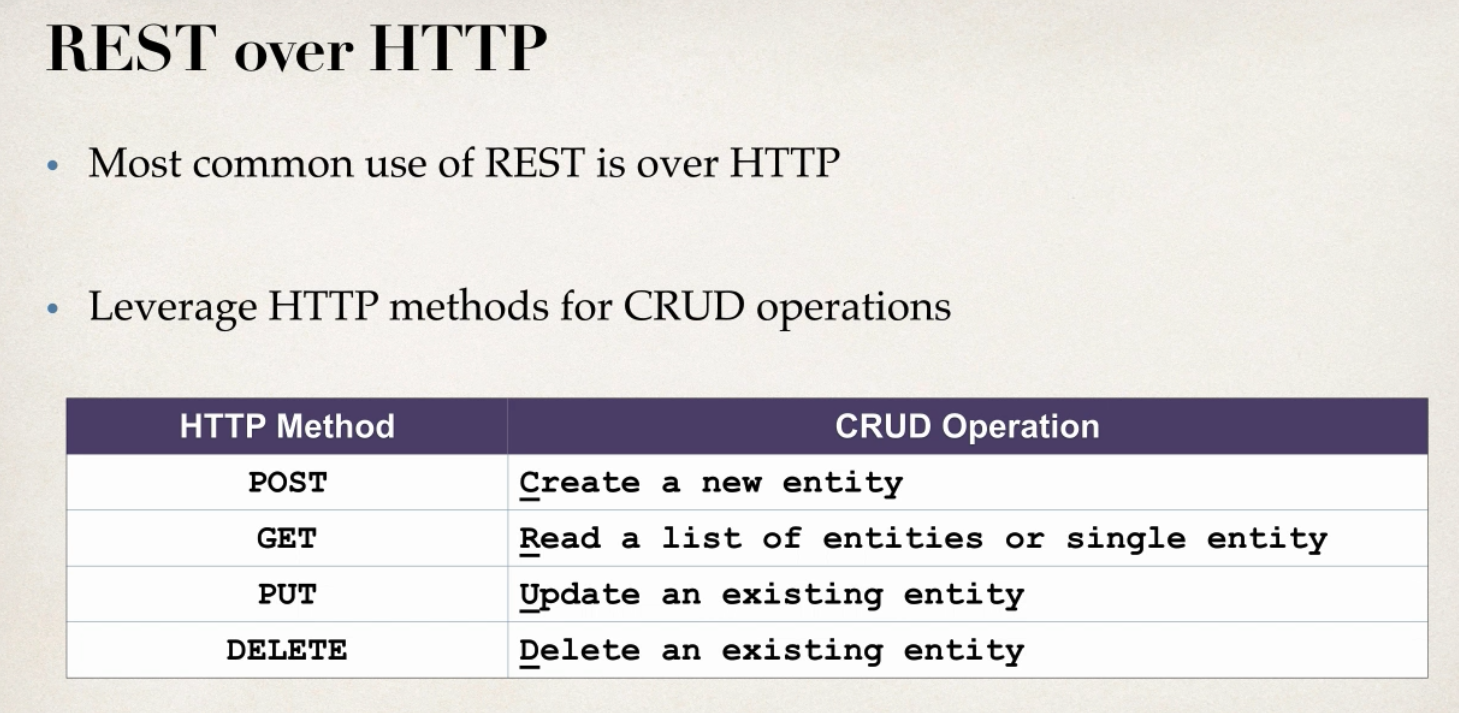 REST over HTTP
• Most common use of REST is over HTTP
• Leverage HTTP methods for CRUD operations
HTTP Method CRUD Operation
POST Create a new entity
GET Read a list of entities or single entity
PUT Update an existing entity
DELETE Delete an existing entity